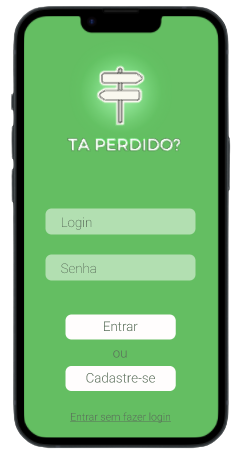 TA PERDIDO?
Login
Senha
Entrar
ou
Cadastre-se
Entrar sem fazer login